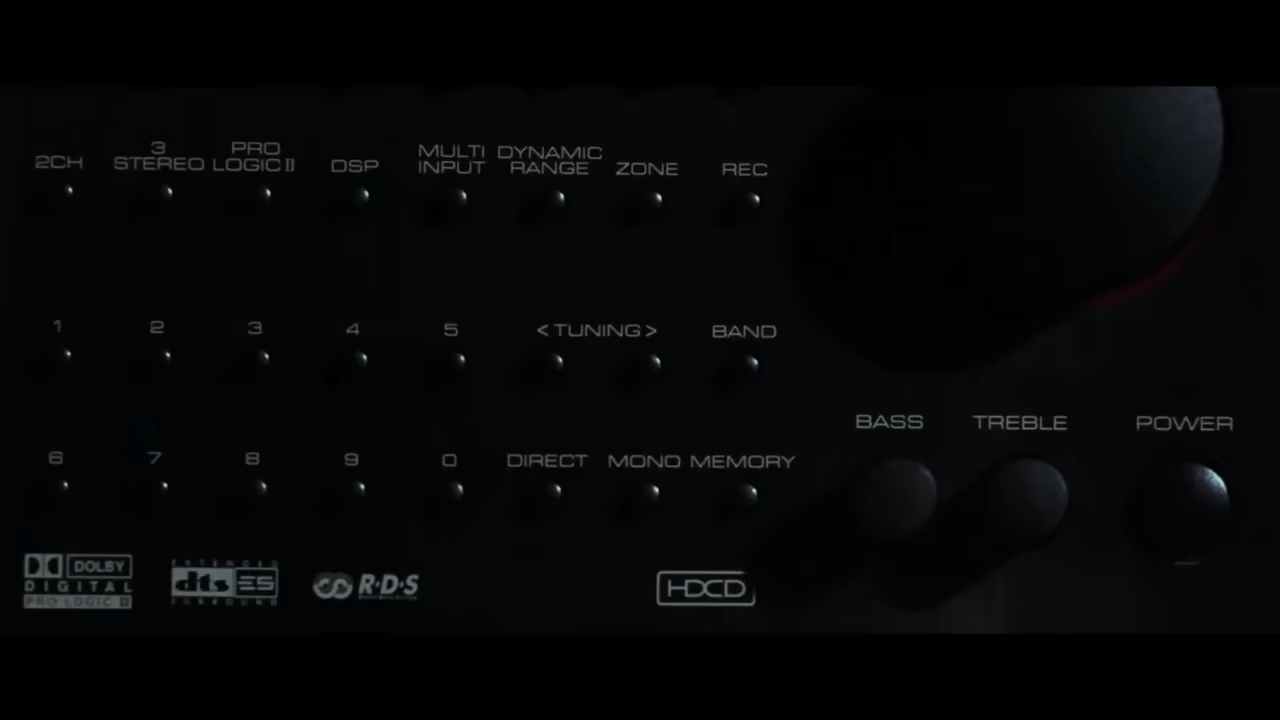 2CH
3 STEREO
PRO LOGIC II
DSP
MULTI INPUT
DYNAMIC RANGE
ZONE
REC
1 2 3 4 5 < TUNING > BAND
BASS TREBLE POWER
6 7 8 9 0 DIRECT MONO MEMORY
DOLBY
DIGITAL
PRO LOGIC II
EXTENDED
dts ES
SURROUND
R·D·S
HDCD